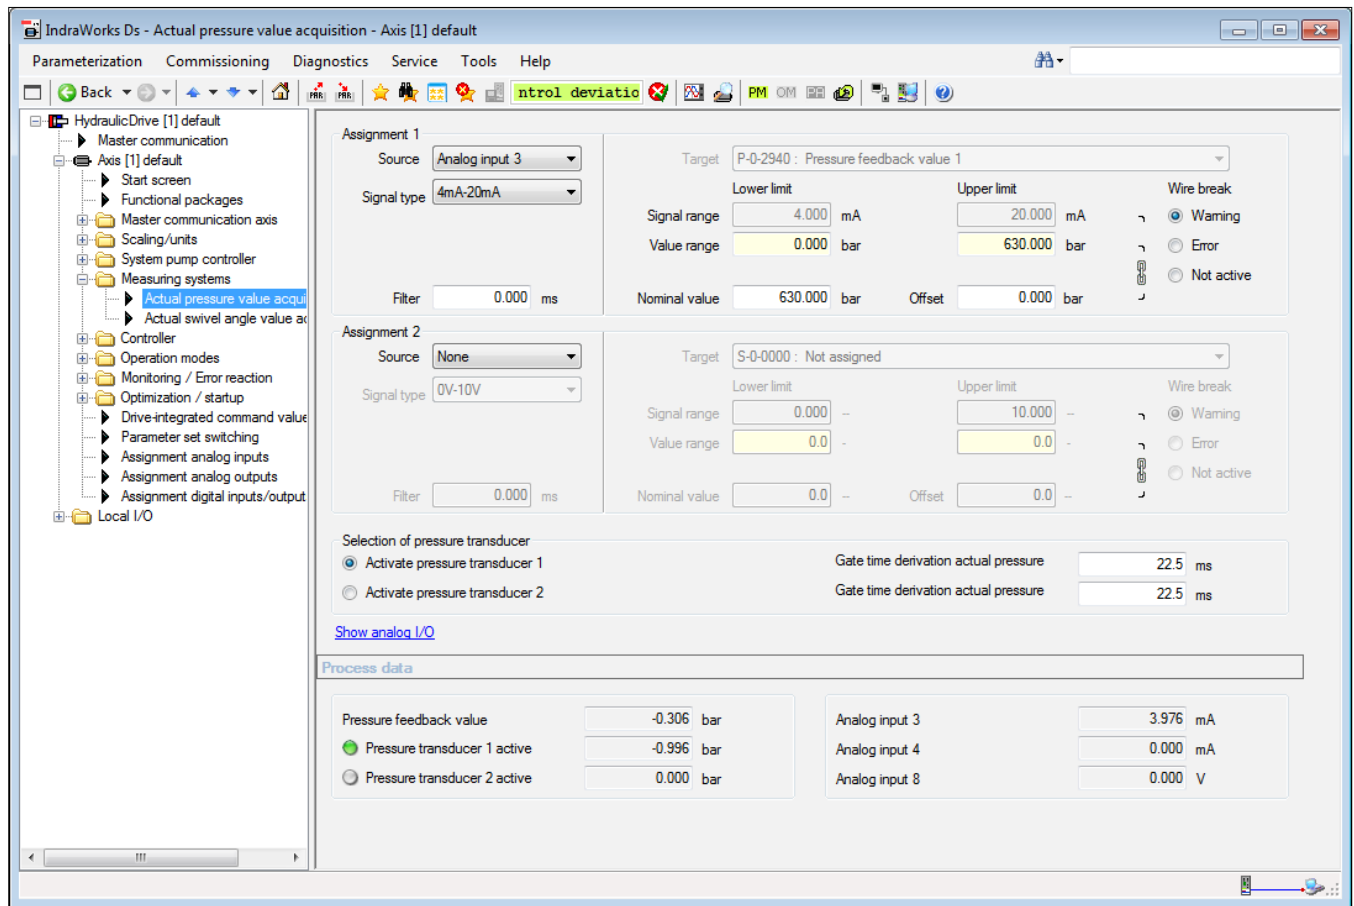 IndraWorks Ds - Actual pressure value acquisition - Axis [1] default
Parameterization Commissioning Diagnostics Service Tools Help
Back ntrol deviatio PM OM
HydraulicDrive [1] default
Master communication
Axis [1] default
Start screen
Functional packages
Master communication axis
Scaling/units
System pump controller
Measuring systems
Actual pressure value acqui
Actual swivel angle value a
Controller
Operation modes
Monitoring / Error reaction
Optimization / startup
Drive-integrated command value
Parameter set switching
Assignment analog inputs
Assignment analog outputs
Assignment digital inputs/output
Local I/O
Assignment 1
Source Analog input 3 Target P-0-2940 : Pressure feedback value 1
Signal type 4mA-20mA Lower limit Upper limit Wire break
Signal range 4.000 mA 20.000 mA Warning
Value range 0.000 bar 630.000 bar Error
Not active
Filter 0.000 ms Nominal value 630.000 bar Offset 0.000 bar
Assignment 2
Source None Target S-0-0000 : Not assigned
Signal type 0V-10V Lower limit Upper limit Wire break
Signal range 0.000 -- 10.000 -- Warning
Value range 0.0 - 0.0 - Error
Not active
Filter 0.000 ms Nominal value 0.0 -- Offset 0.0 --
Selection of pressure transducer
Activate pressure transducer 1 Gate time derivation actual pressure 22.5 ms
Activate pressure transducer 2 Gate time derivation actual pressure 22.5 ms
Show analog I/O
Process data
Pressure feedback value -0.306 bar Analog input 3 3.976 mA
Pressure transducer 1 active -0.996 bar Analog input 4 0.000 mA
Pressure transducer 2 active 0.000 bar Analog input 8 0.000 V